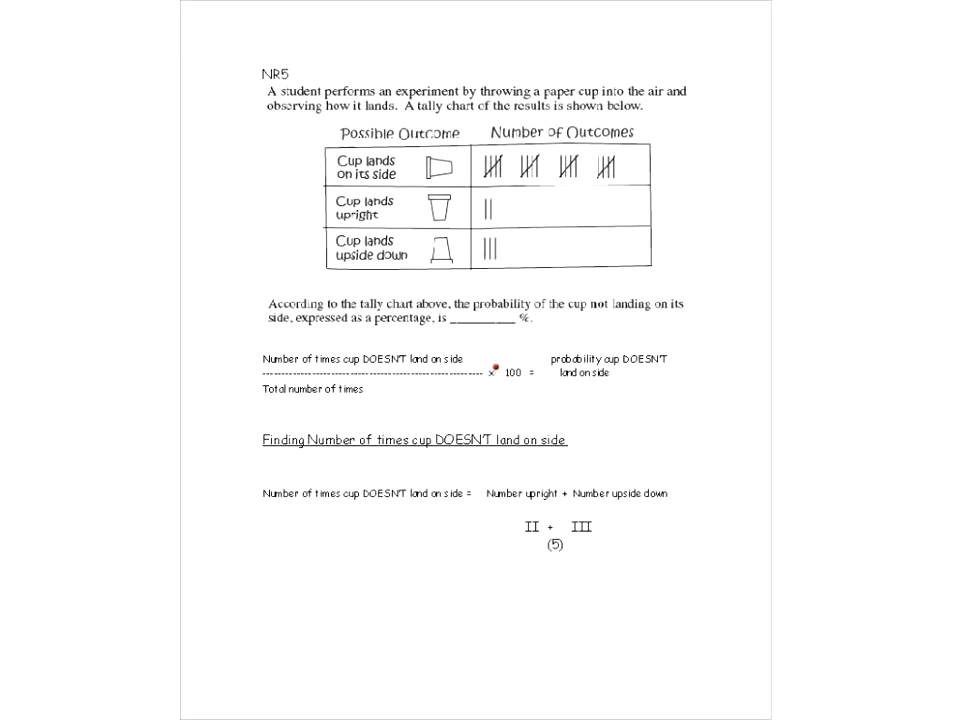 NR5
A student performs an experiment by throwing a paper cup into the air and
observing how it lands. A tally chart of the results is shown below.
Possible Outcome Number of Outcomes
Cup lands
on its side
Cup lands
upright
Cup lands
upside down
According to the tally chart above, the probability of the cup not landing on its
side, expressed as a percentage, is __________ %.
Number of times cup DOESN'T land on side probability cup DOESN'T
---------------------------------------------------------- x 100 = land on side
Total number of times
Finding Number of times cup DOESN'T land on side
Number of times cup DOESN'T land on side = Number upright + Number upside down
II + III
(5)